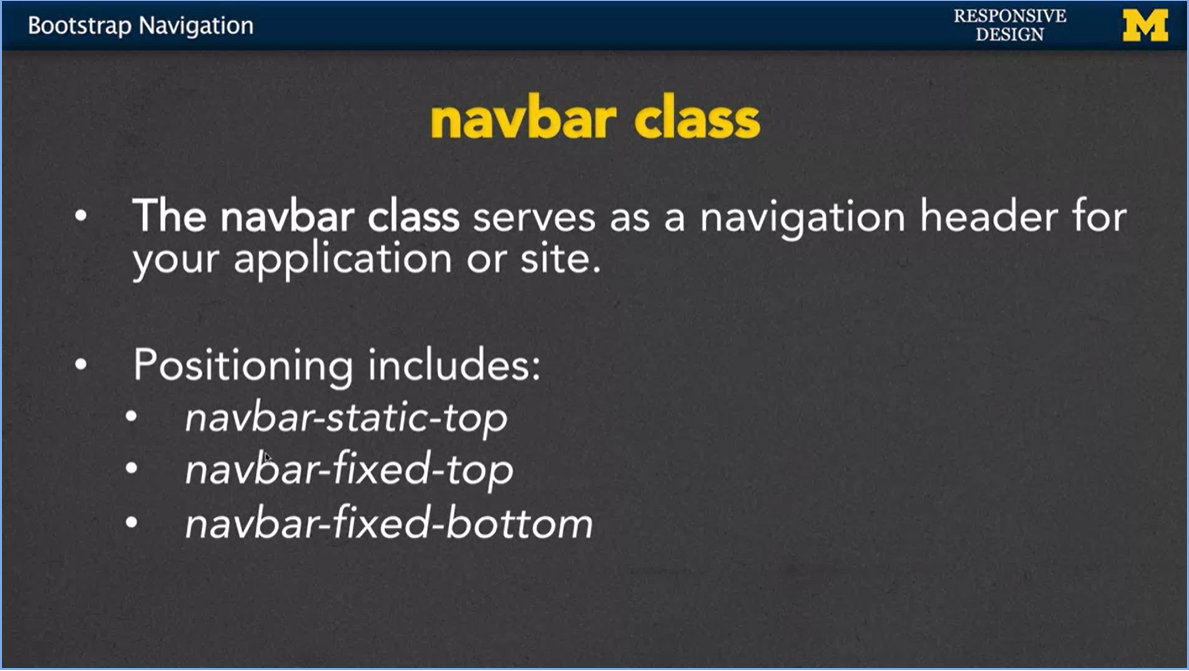 Bootstrap Navigation
RESPONSIVE
DESIGN
M
navbar class
• The navbar class serves as a navigation header for
your application or site.
• Positioning includes:
• navbar-static-top
• navbar-fixed-top
• navbar-fixed-bottom